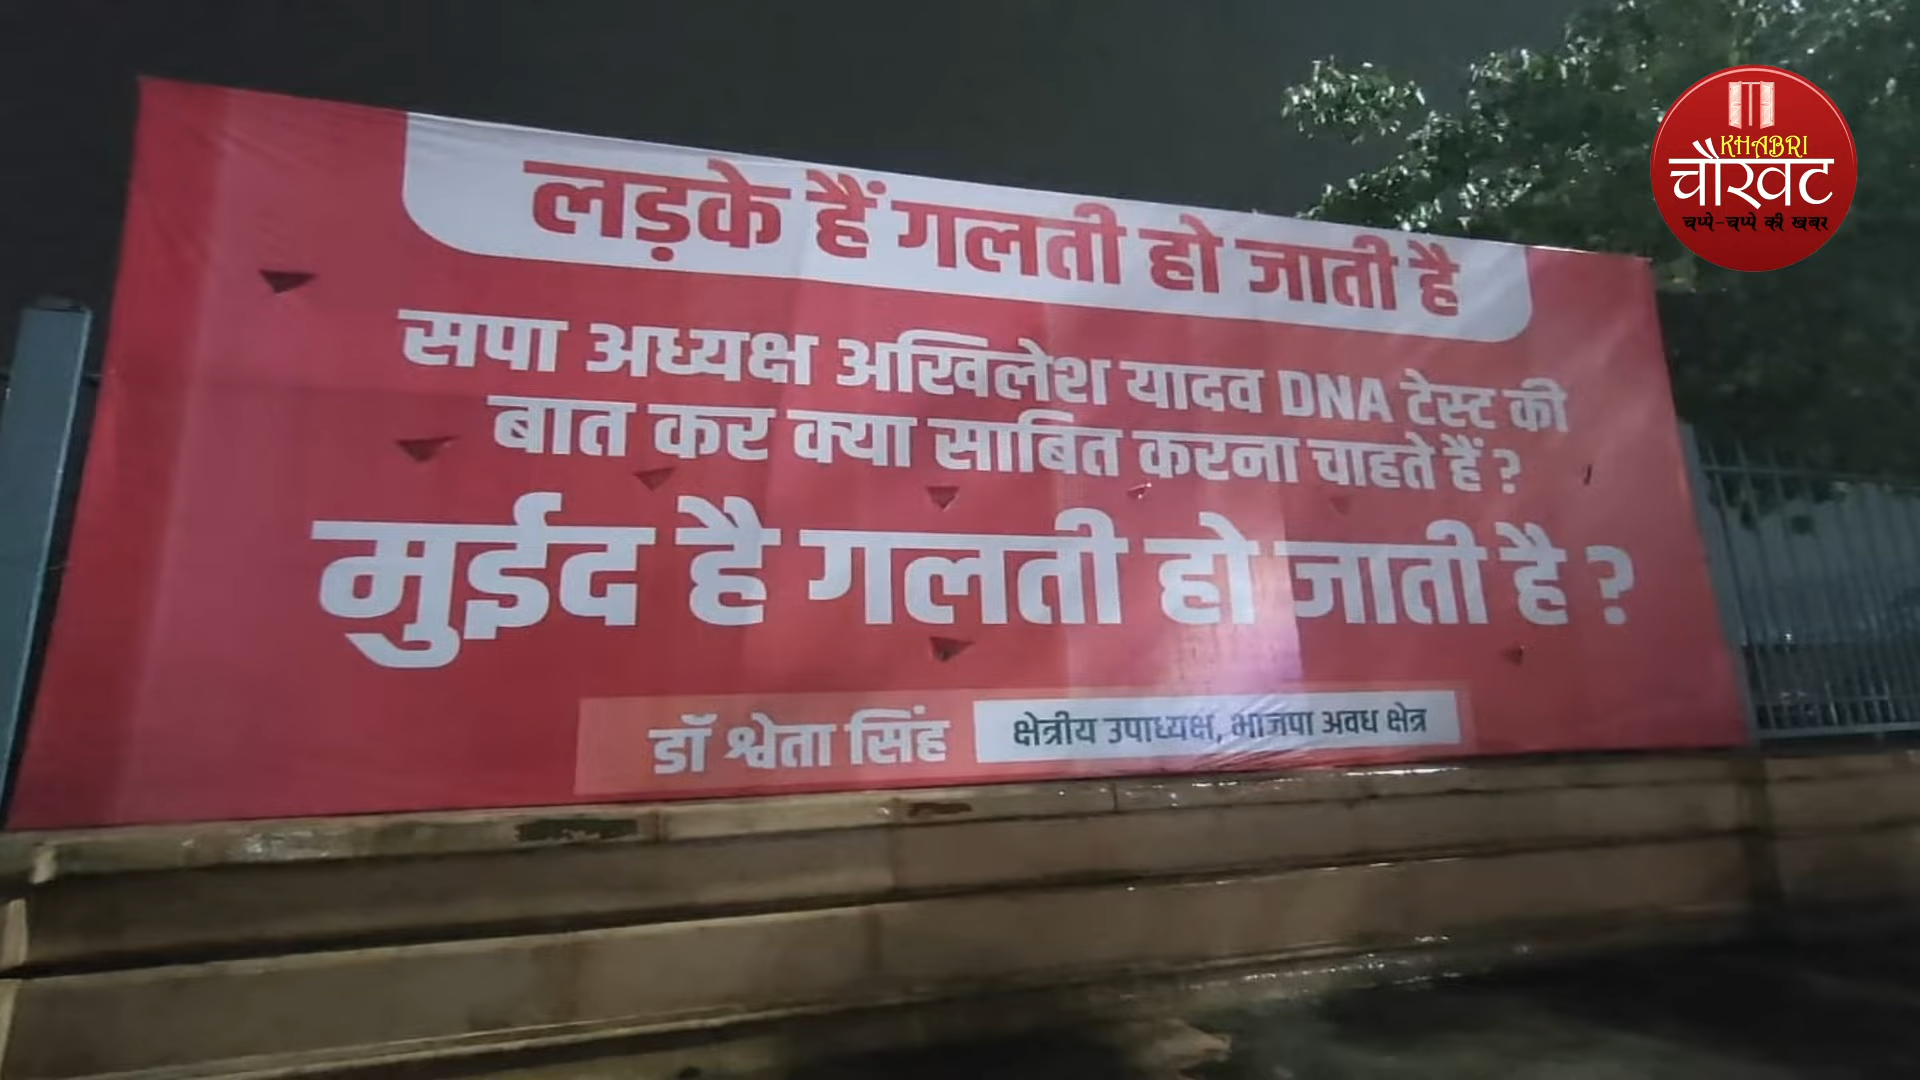 लड़के हैं गलती हो जाती है
सपा अध्यक्ष अखिलेश यादव DNA टेस्ट की
बात कर क्या साबित करना चाहते हैं ?
मुईद है गलती हो जाती है ?
डॉ श्वेता सिंह
क्षेत्रीय उपाध्यक्ष, भाजपा अवध क्षेत्र
KHABRI
चौखट
चप्पे-चप्पे की खबर